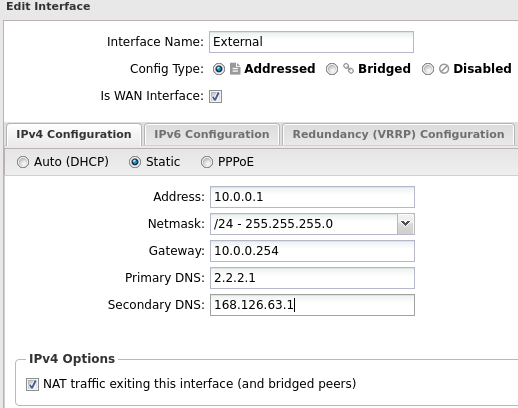 Edit Interface
Interface Name: External
Config Type: Addressed Bridged Disabled
Is WAN Interface:
IPv4 Configuration IPv6 Configuration Redundancy (VRRP) Configuration
Auto (DHCP) Static PPPoE
Address: 10.0.0.1
Netmask: /24 - 255.255.255.0
Gateway: 10.0.0.254
Primary DNS: 2.2.2.1
Secondary DNS: 168.126.63.1
IPv4 Options
NAT traffic exiting this interface (and bridged peers)